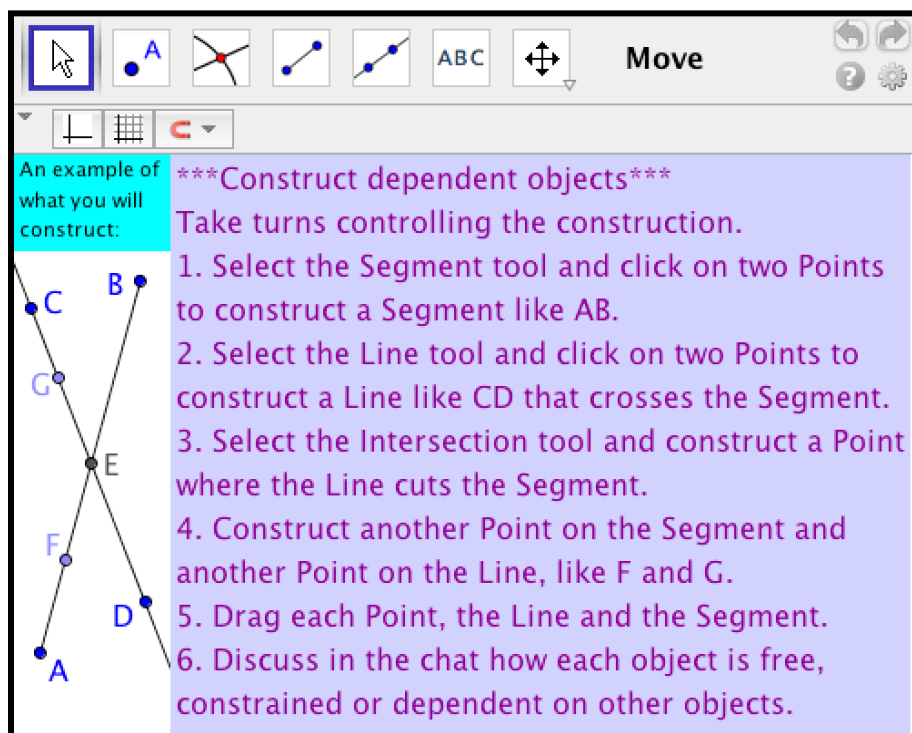 A
ABC
Move
An example of
what you will
construct:
***Construct dependent objects***
Take turns controlling the construction.
1. Select the Segment tool and click on two Points
to construct a Segment like AB.
2. Select the Line tool and click on two Points to
construct a Line like CD that crosses the Segment.
3. Select the Intersection tool and construct a Point
where the Line cuts the Segment.
4. Construct another Point on the Segment and
another Point on the Line, like F and G.
5. Drag each Point, the Line and the Segment.
6. Discuss in the chat how each object is free,
constrained or dependent on other objects.
B
C
G
E
F
D
A
?